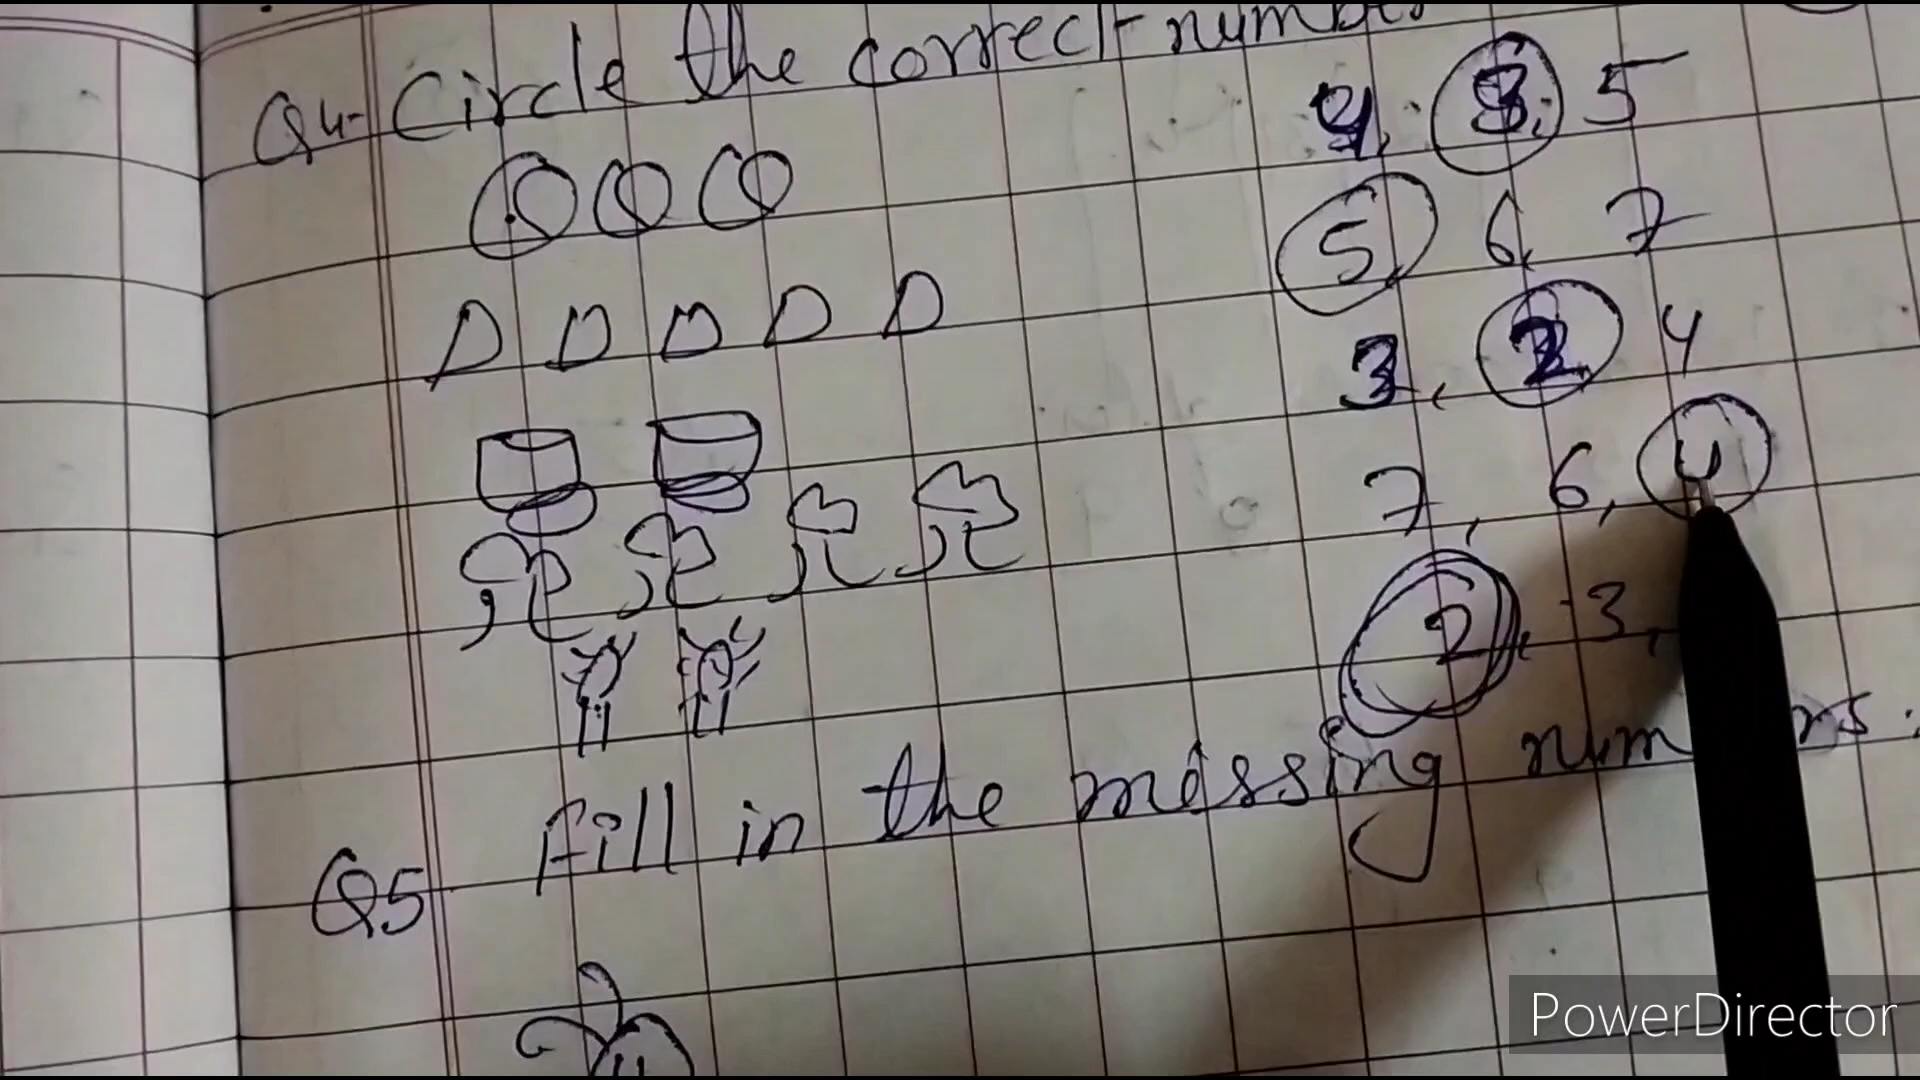 Q4- Circle the correct number
4, 3, 5
5, 6, 7
3, 2, 4
7, 6, 4
2, 3,
Q5 fill in the missing numbers.
PowerDirector